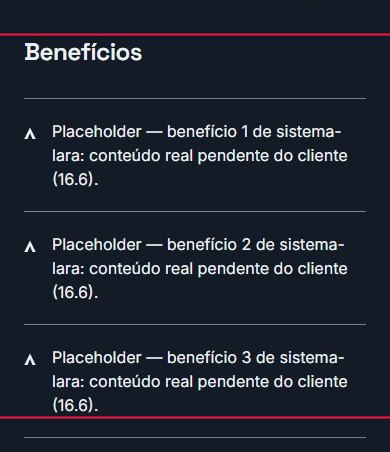 Benefícios
Placeholder — benefício 1 de sistema-
lara: conteúdo real pendente do cliente
(16.6).
Placeholder — benefício 2 de sistema-
lara: conteúdo real pendente do cliente
(16.6).
Placeholder — benefício 3 de sistema-
lara: conteúdo real pendente do cliente
(16.6).